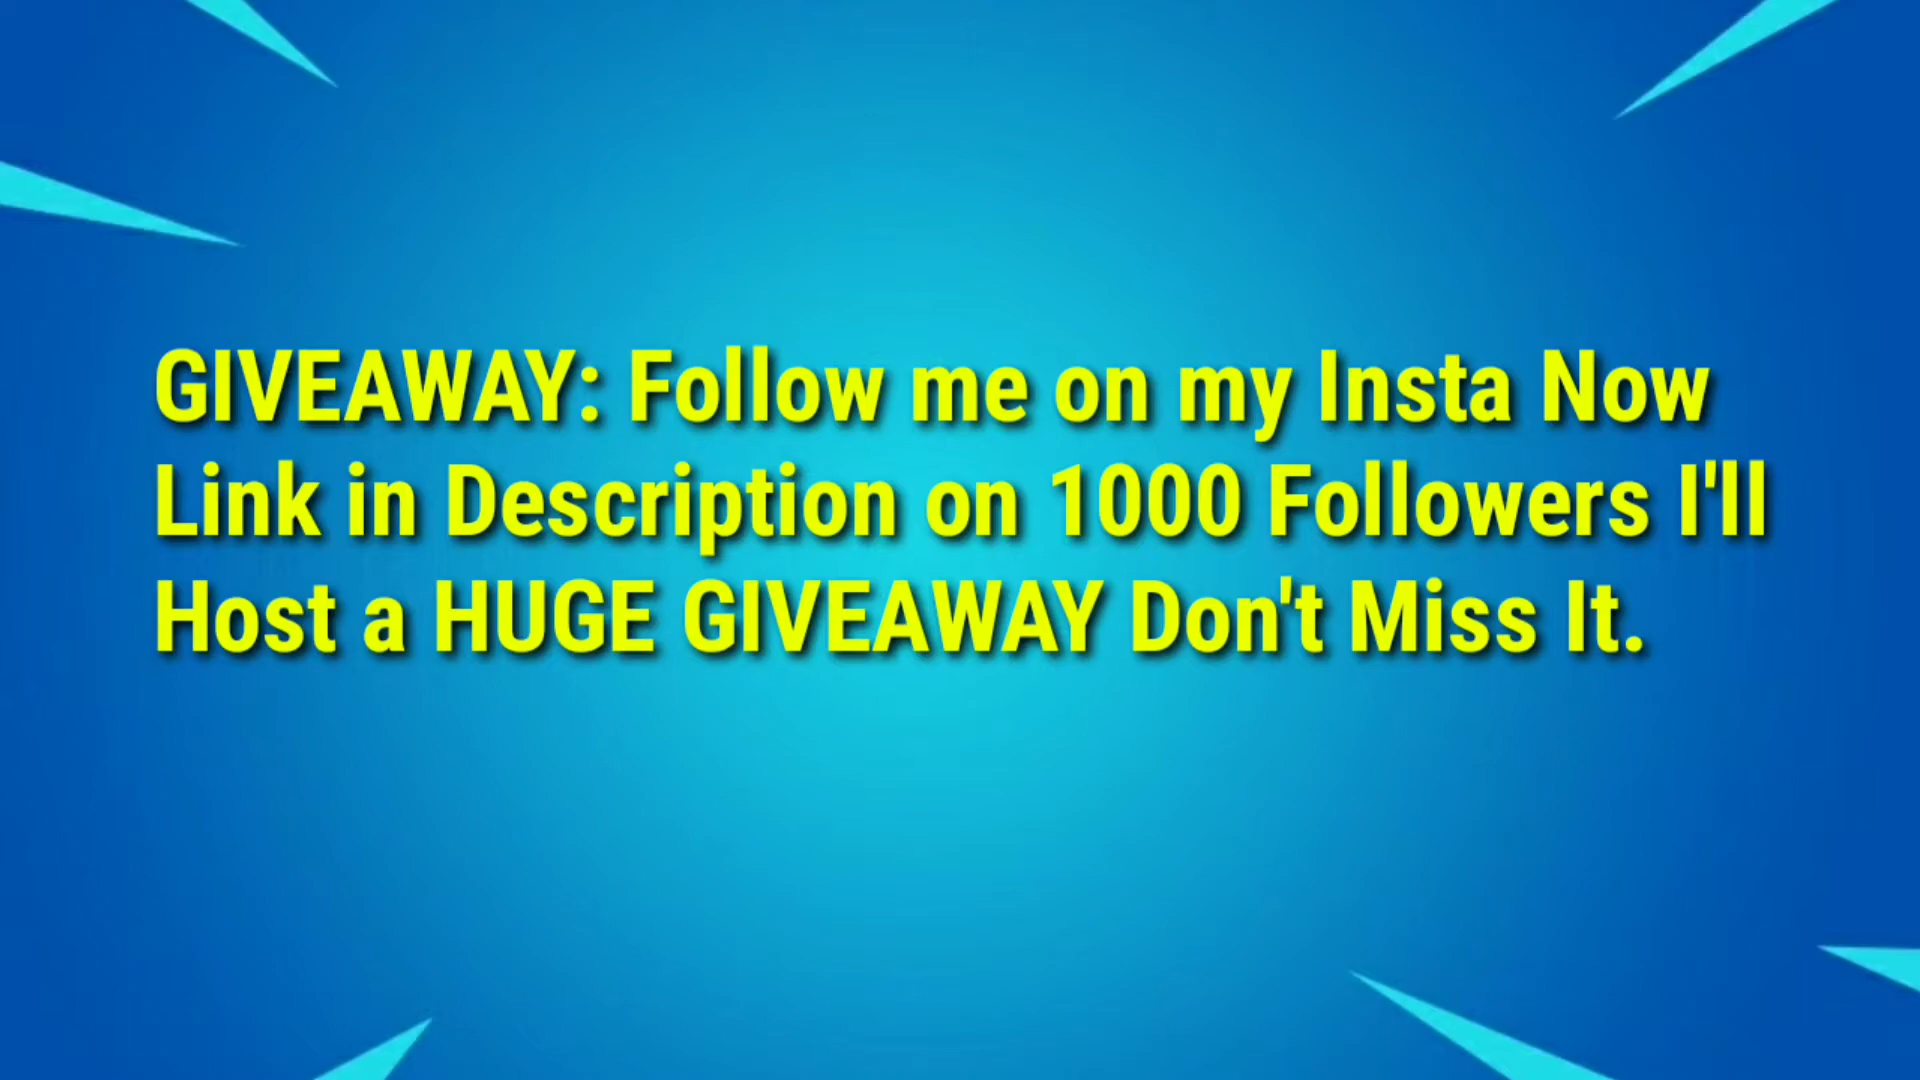 GIVEAWAY: Follow me on my Insta Now
Link in Description on 1000 Followers I'll
Host a HUGE GIVEAWAY Don't Miss It.